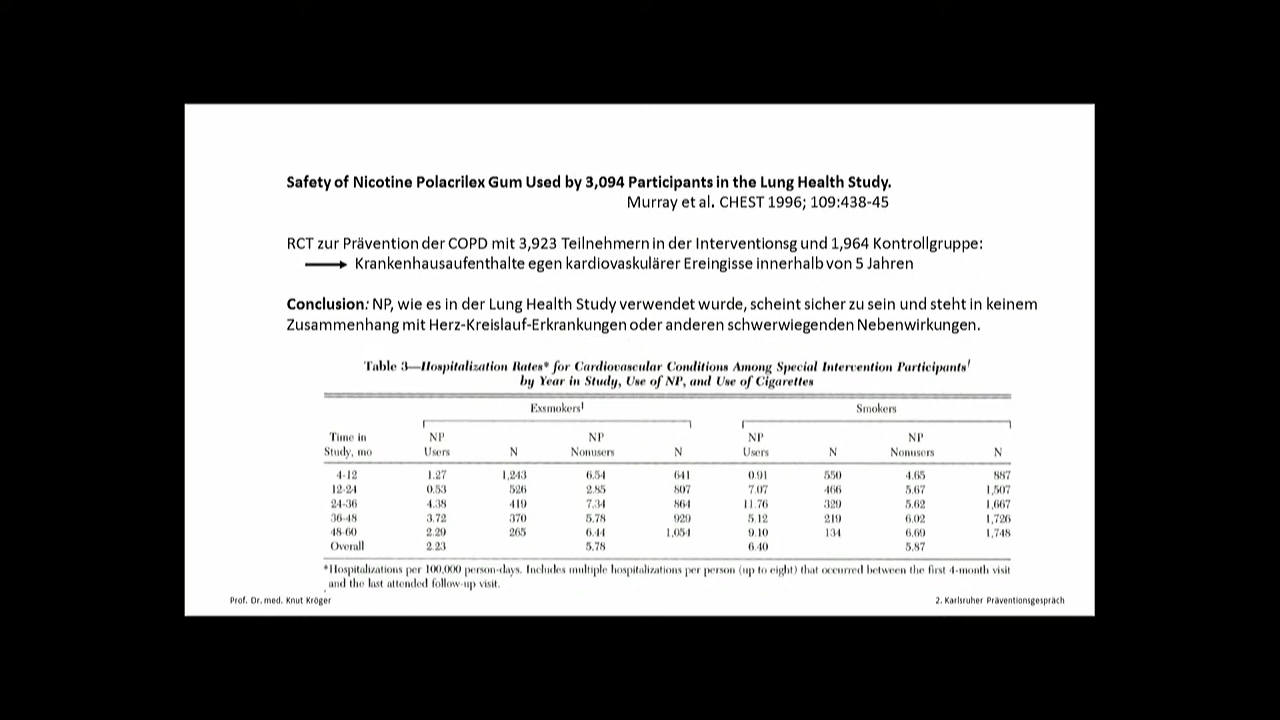 Safety of Nicotine Polacrilex Gum Used by 3,094 Participants in the Lung Health Study.
Murray et al. CHEST 1996; 109:438-45
RCT zur Prävention der COPD mit 3,923 Teilnehmern in der Interventionsg und 1,964 Kontrollgruppe:
Krankenhausaufenthalte egen kardiovaskulärer Ereingisse innerhalb von 5 Jahren
Conclusion: NP, wie es in der Lung Health Study verwendet wurde, scheint sicher zu sein und steht in keinem
Zusammenhang mit Herz-Kreislauf-Erkrankungen oder anderen schwerwiegenden Nebenwirkungen.
Table 3—Hospitalization Rates* for Cardiovascular Conditions Among Special Intervention Participants†
by Year in Study, Use of NP, and Use of Cigarettes
Exsmokers† Smokers
Time in NP NP NP NP
Study, mo Users N Nonusers N Users N Nonusers N
4-12 1.27 1,243 6.54 641 0.91 550 4.65 887
12-24 0.53 526 2.85 807 7.07 466 5.67 1,507
24-36 4.38 419 7.34 864 11.76 329 5.62 1,667
36-48 3.72 370 5.78 929 5.12 219 6.02 1,726
48-60 2.29 265 6.44 1,054 9.10 134 6.69 1,748
Overall 2.23 5.78 6.40 5.87
*Hospitalizations per 100,000 person-days. Includes multiple hospitalizations per person (up to eight) that occurred between the first 4-month visit
and the last attended follow-up visit.
Prof. Dr. med. Knut Kröger 2. Karlsruher Präventionsgespräch